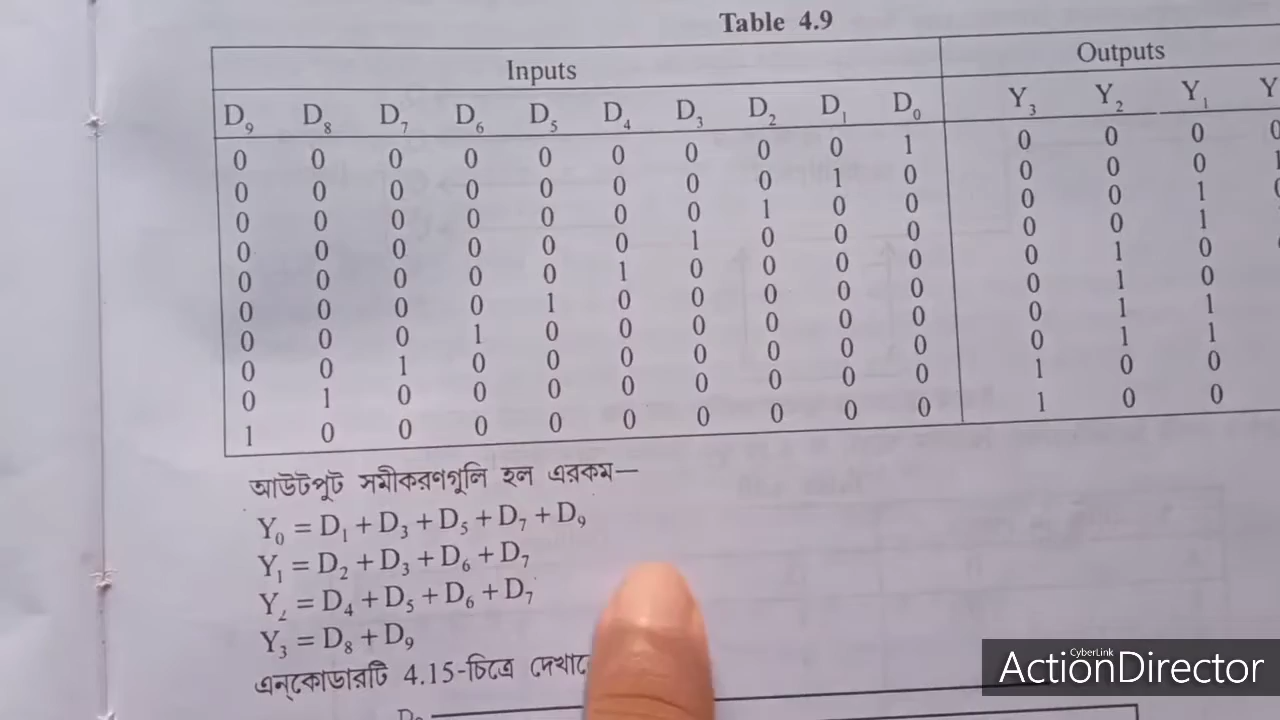 Table 4.9
Inputs Outputs
D₉ D₈ D₇ D₆ D₅ D₄ D₃ D₂ D₁ D₀ Y₃ Y₂ Y₁ Y
0 0 0 0 0 0 0 0 0 1 0 0 0 0
0 0 0 0 0 0 0 0 1 0 0 0 0 1
0 0 0 0 0 0 0 1 0 0 0 0 1 0
0 0 0 0 0 0 1 0 0 0 0 0 1
0 0 0 0 0 1 0 0 0 0 0 1 0
0 0 0 0 1 0 0 0 0 0 0 1 0
0 0 0 1 0 0 0 0 0 0 0 1 1
0 0 1 0 0 0 0 0 0 0 0 1 1
0 1 0 0 0 0 0 0 0 0 1 0 0
1 0 0 0 0 0 0 0 0 0 1 0 0
আউটপুট সমীকরণগুলি হল এরকম—
Y₀ = D₁ + D₃ + D₅ + D₇ + D₉
Y₁ = D₂ + D₃ + D₆ + D₇
Y₂ = D₄ + D₅ + D₆ + D₇
Y₃ = D₈ + D₉
এন্‌কোডারটি 4.15-চিত্রে
CyberLink
ActionDirector